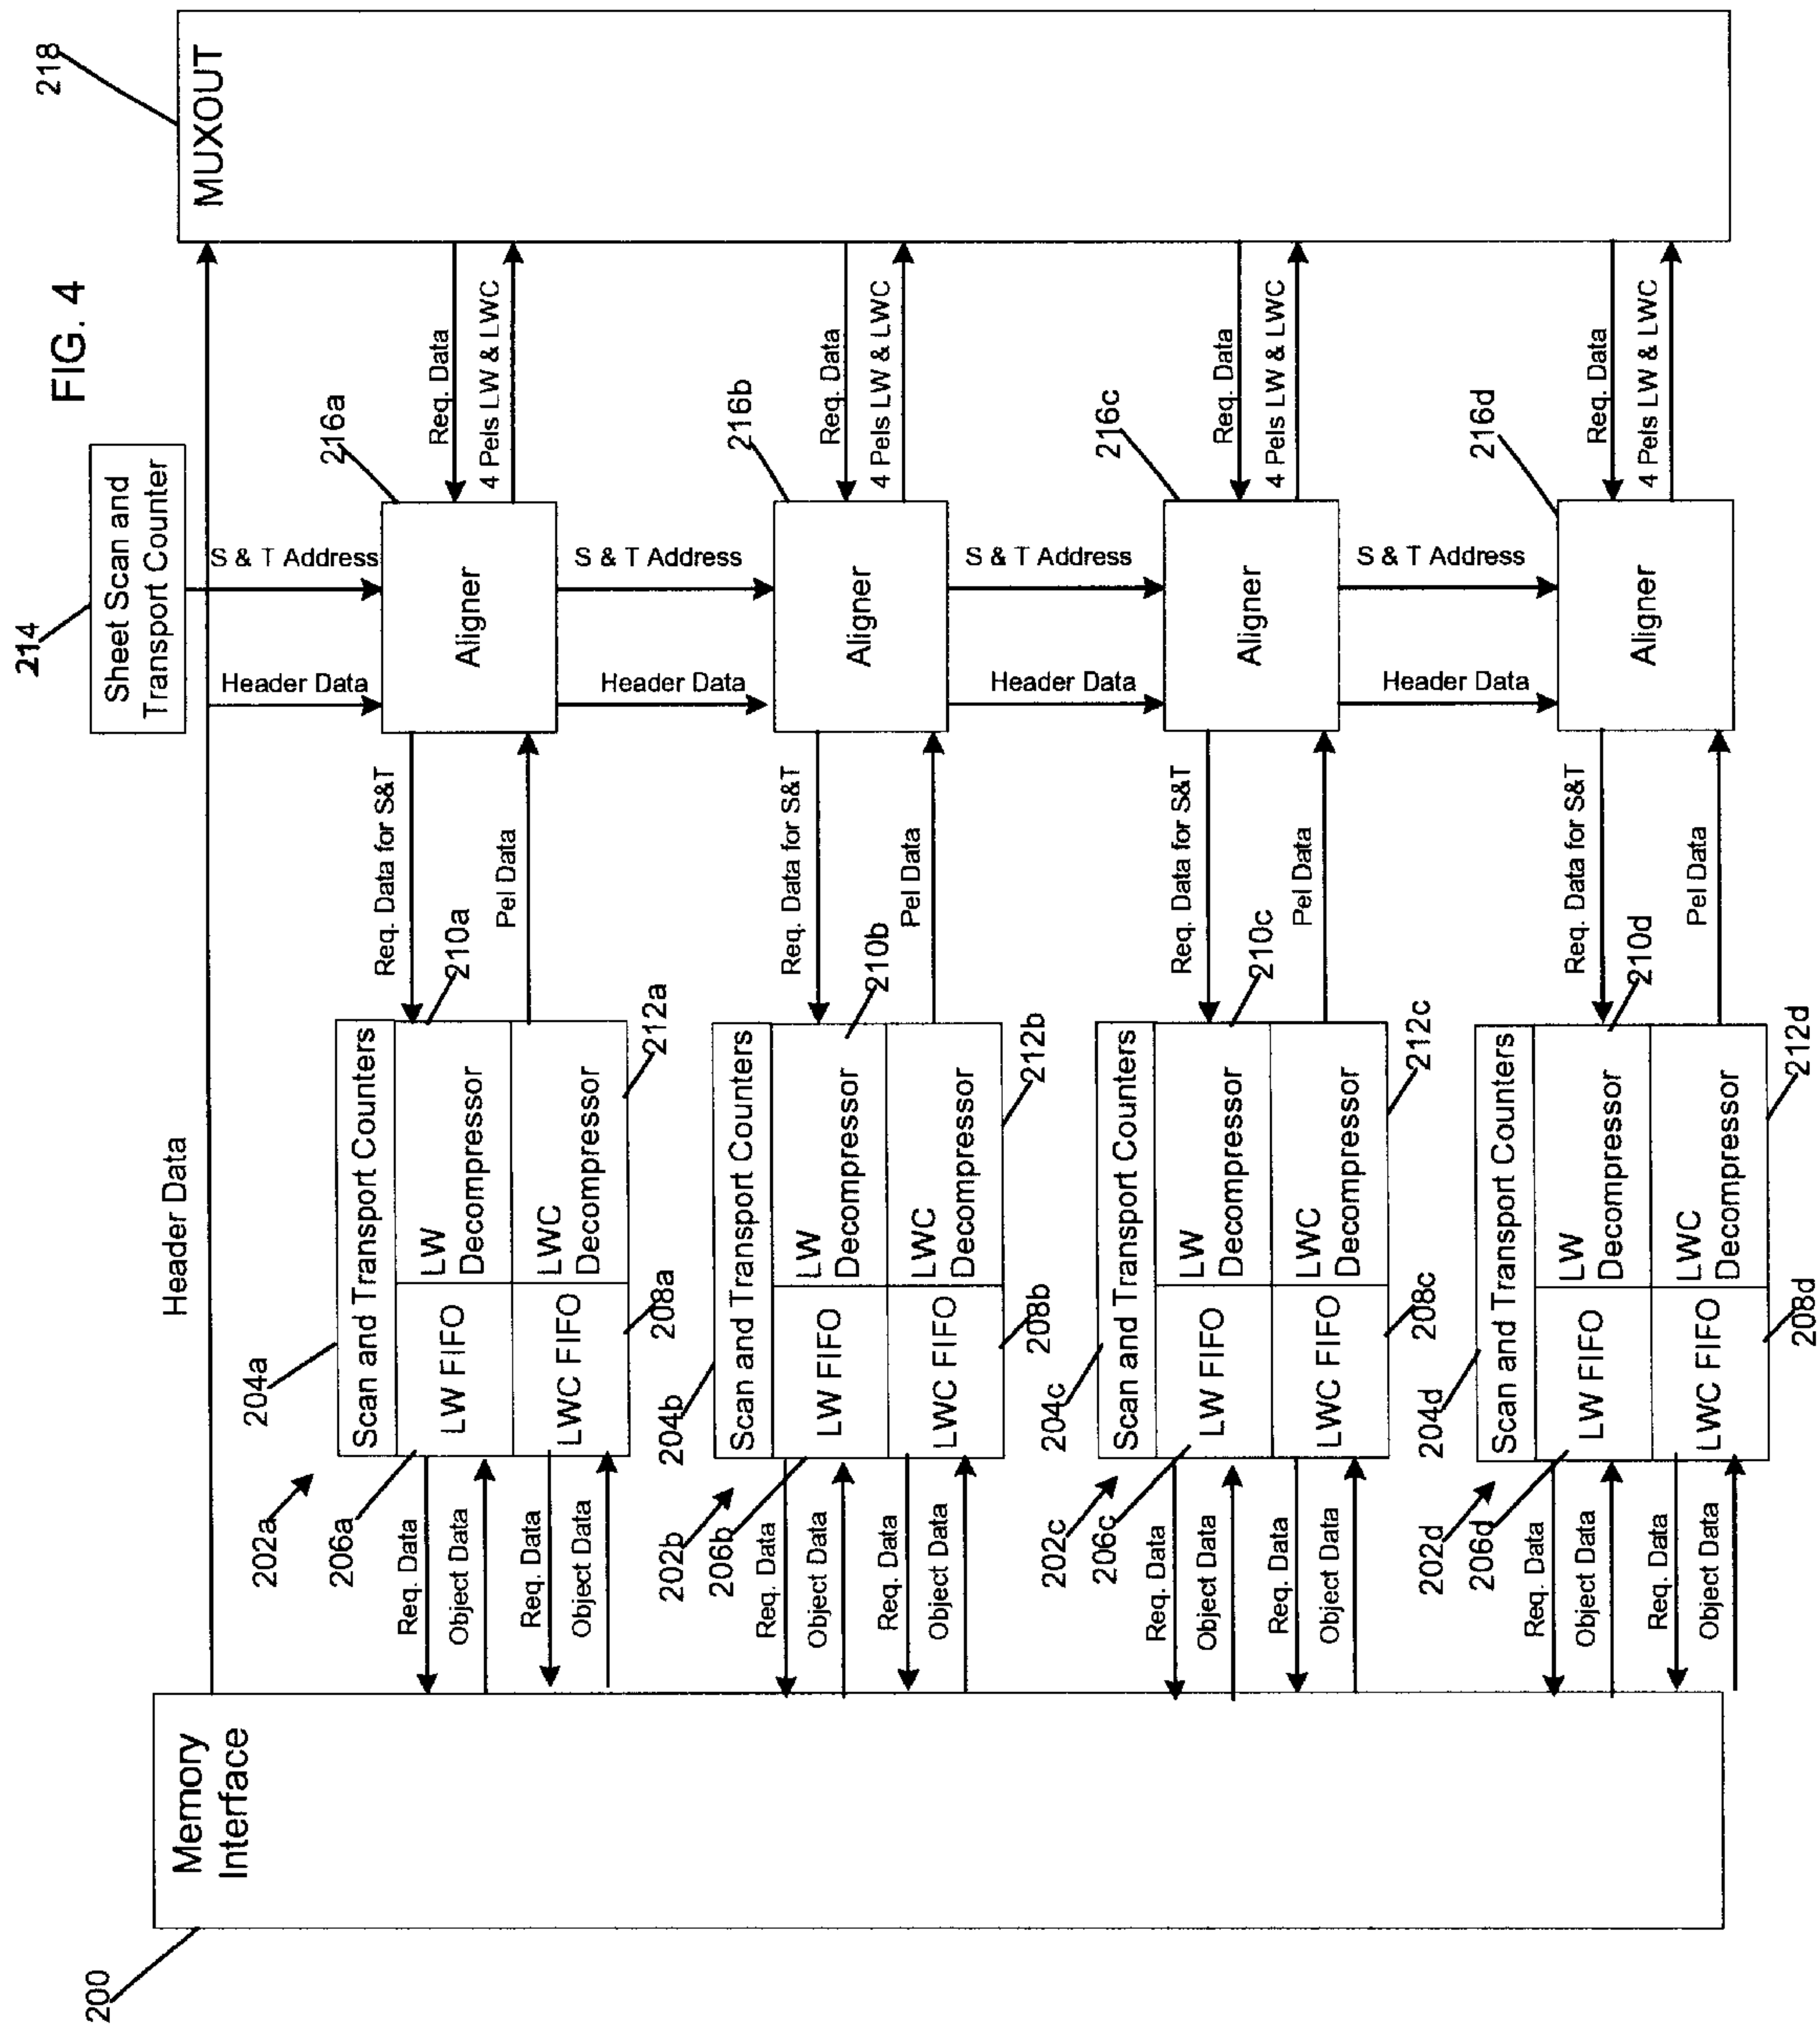 FIG. 4
214
Sheet Scan and
Transport Counter
218
MUXOUT
Header Data
200
Memory
Interface
Header Data
S & T Address
202a
204a
Scan and Transport Counters
206a
LW FIFO
LW
Decompressor
210a
LWC FIFO
208a
LWC
Decompressor
212a
Req. Data
Object Data
Req. Data
Object Data
Req. Data for S&T
Pel Data
216a
Aligner
Req. Data
4 Pels LW & LWC
Header Data
S & T Address
202b
204b
Scan and Transport Counters
206b
LW FIFO
LW
Decompressor
210b
LWC FIFO
208b
LWC
Decompressor
212b
Req. Data
Object Data
Req. Data
Object Data
Req. Data for S&T
Pel Data
216b
Aligner
Req. Data
4 Pels LW & LWC
Header Data
S & T Address
202c
204c
Scan and Transport Counters
206c
LW FIFO
LW
Decompressor
210c
LWC FIFO
208c
LWC
Decompressor
212c
Req. Data
Object Data
Req. Data
Object Data
Req. Data for S&T
Pel Data
216c
Aligner
Req. Data
4 Pels LW & LWC
Header Data
S & T Address
202d
204d
Scan and Transport Counters
206d
LW FIFO
LW
Decompressor
210d
LWC FIFO
208d
LWC
Decompressor
212d
Req. Data
Object Data
Req. Data
Object Data
Req. Data for S&T
Pel Data
216d
Aligner
Req. Data
4 Pels LW & LWC